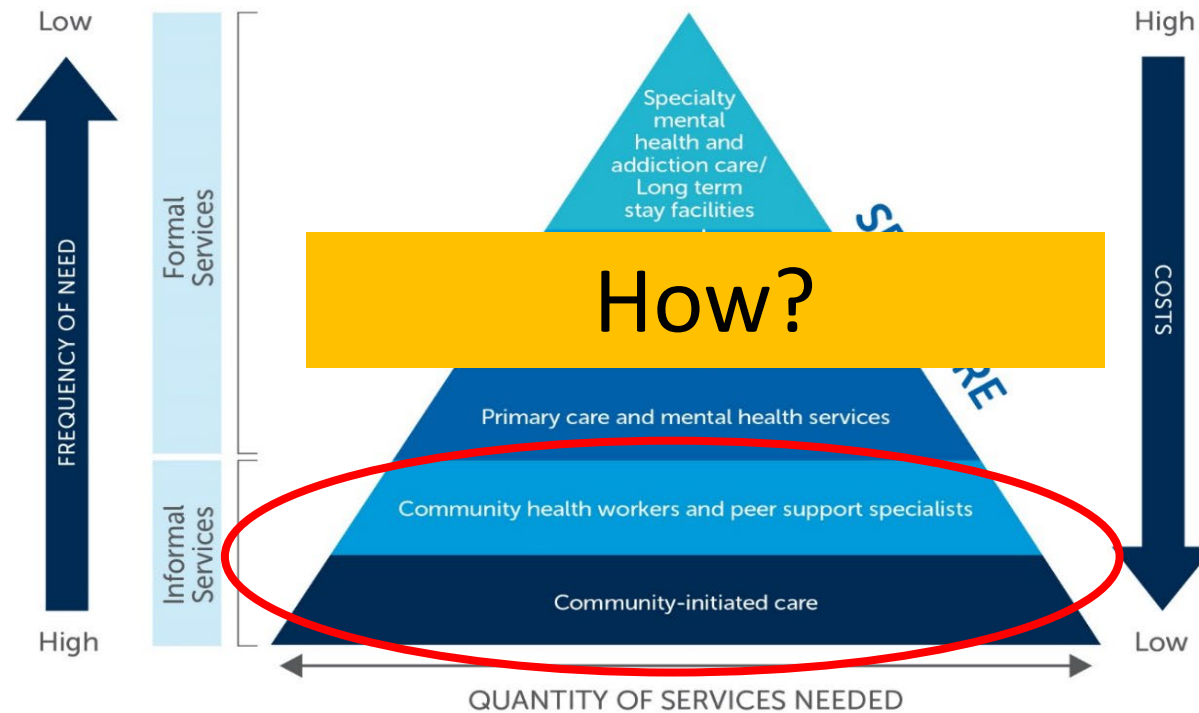 Low
High
FREQUENCY OF NEED
Formal
Services
Informal
Services
Specialty
mental
health and
addiction care/
Long term
stay facilities
How?
Primary care and mental health services
Community health workers and peer support specialists
Community-initiated care
COSTS
High
Low
QUANTITY OF SERVICES NEEDED